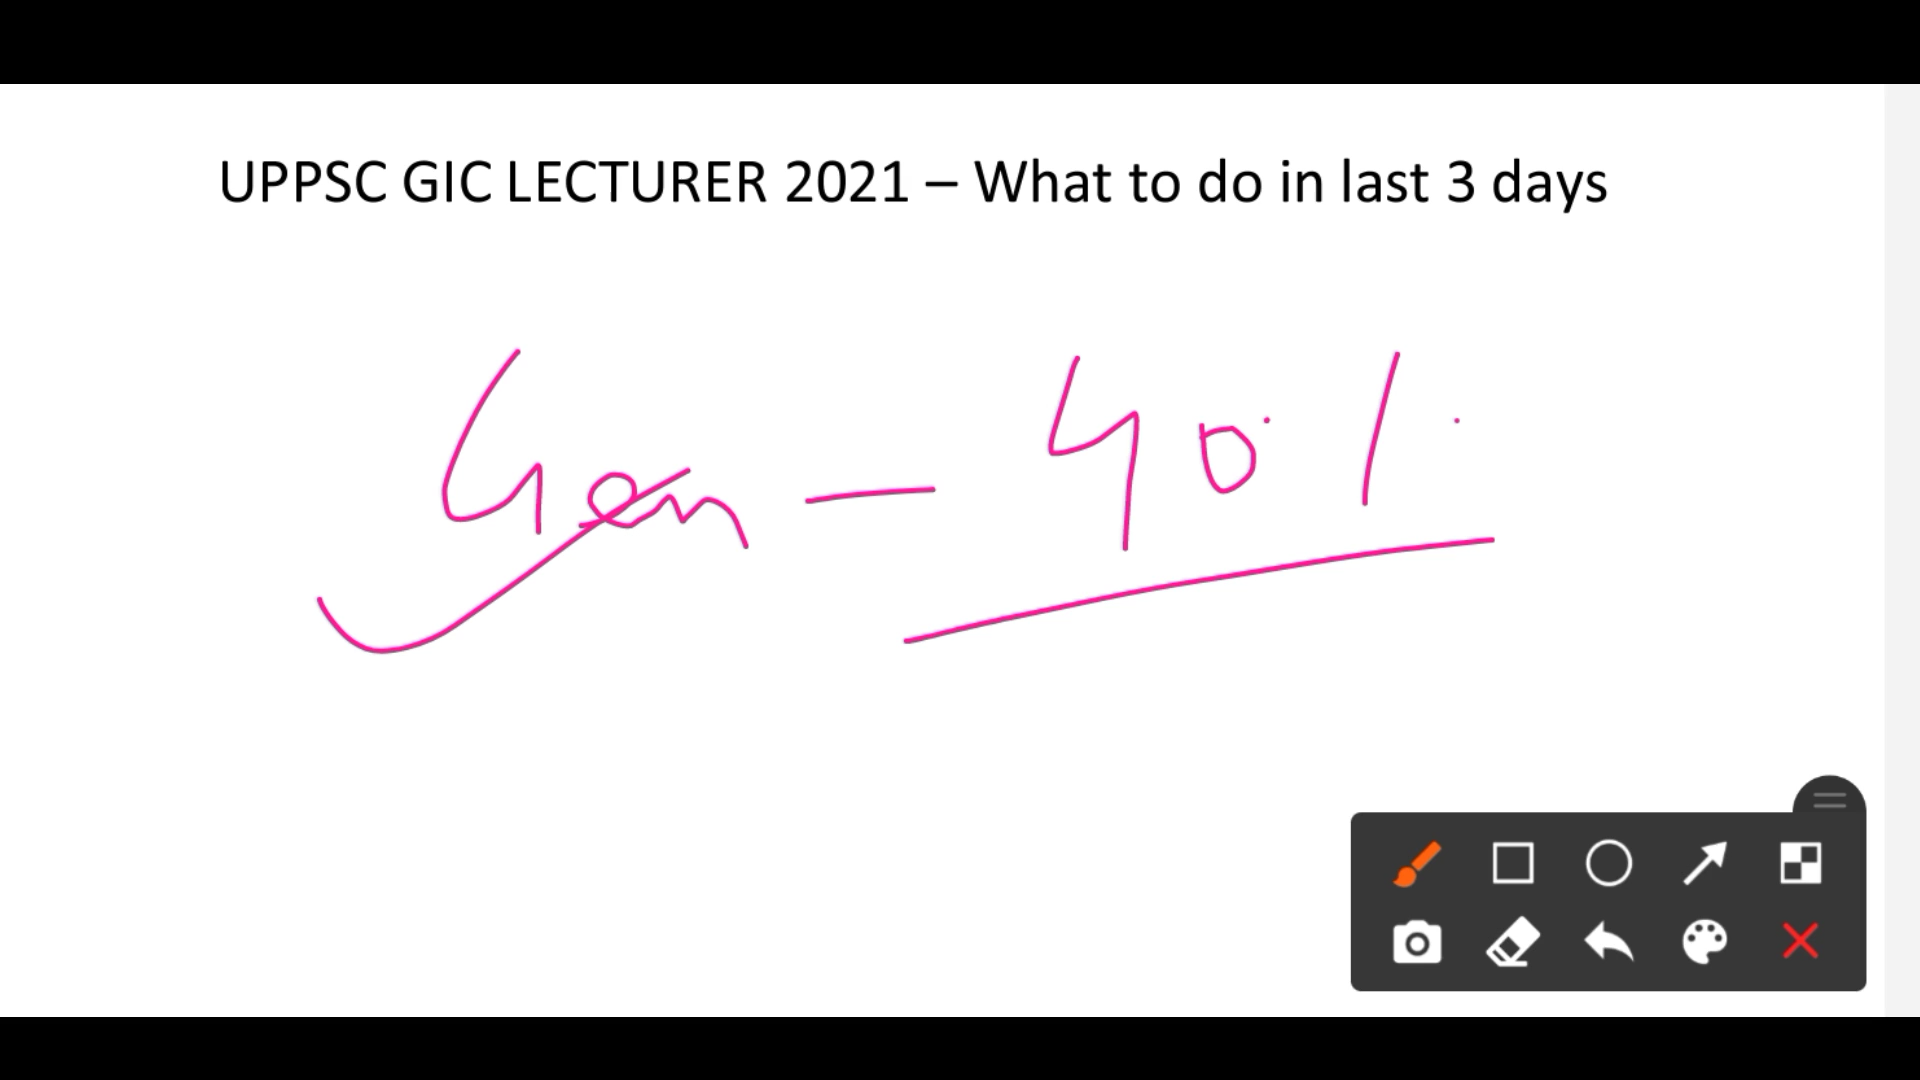 UPPSC GIC LECTURER 2021 – What to do in last 3 days
Gen — 40%